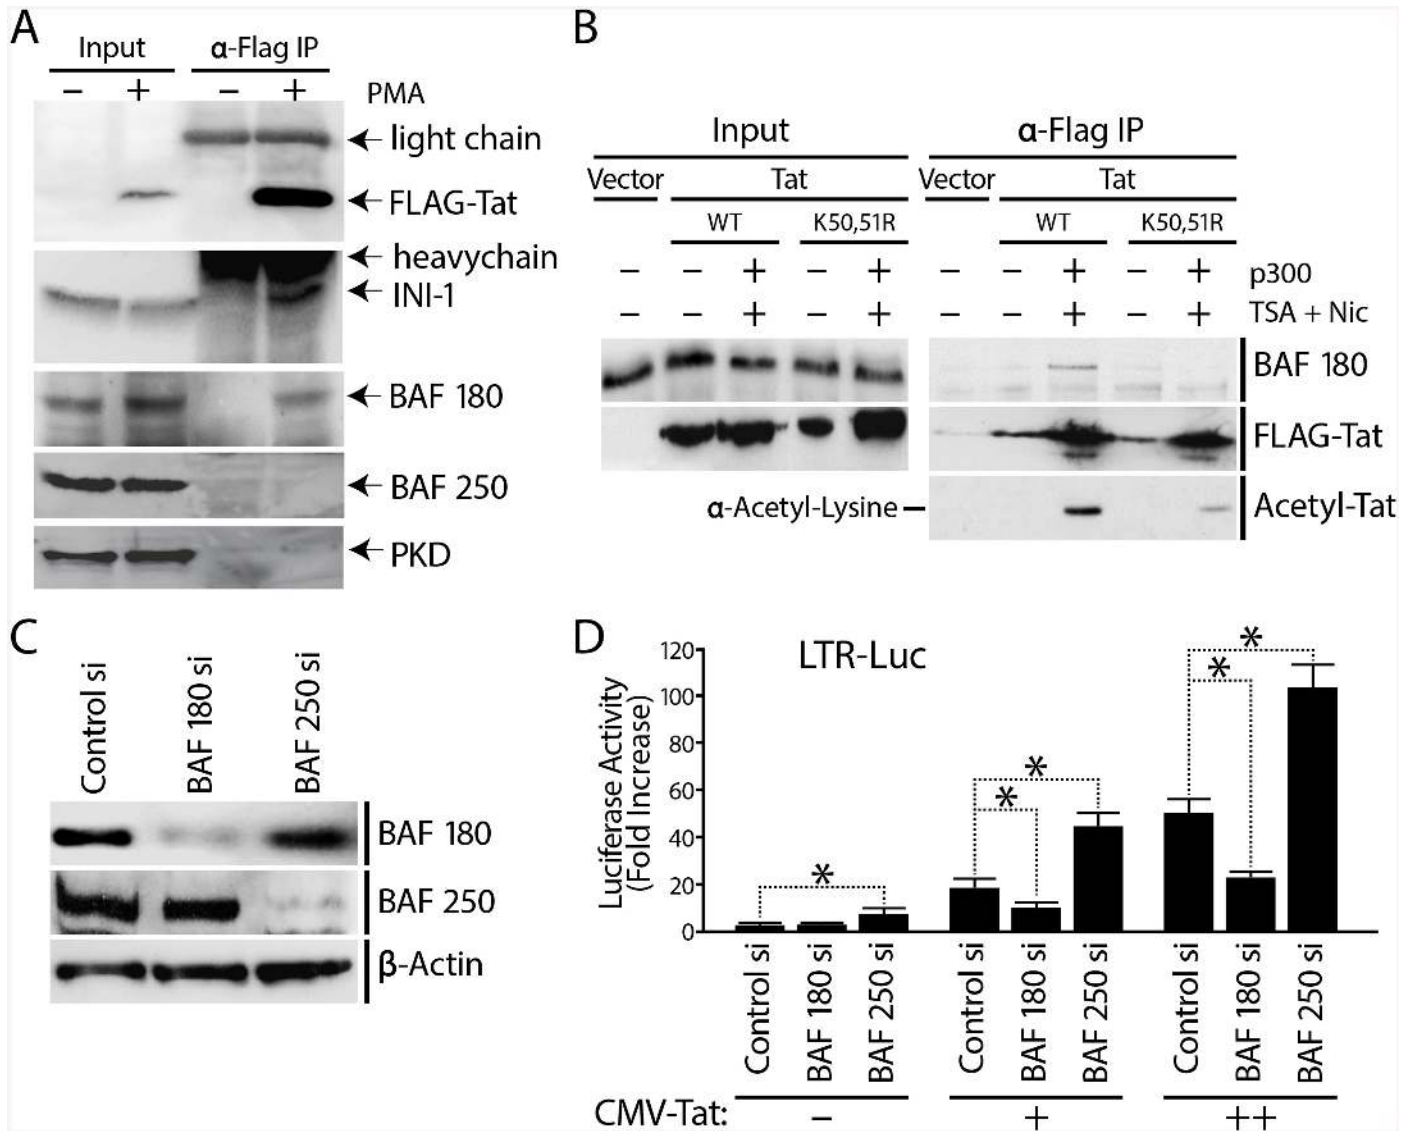 A
Input α-Flag IP
− + − + PMA
light chain
FLAG-Tat
heavychain
INI-1
BAF 180
BAF 250
PKD
B
Input α-Flag IP
Vector Tat Vector Tat
WT K50,51R WT K50,51R
− − + − + − − + − + p300
− − + − + − − + − + TSA + Nic
BAF 180
FLAG-Tat
α-Acetyl-Lysine Acetyl-Tat
C
Control si
BAF 180 si
BAF 250 si
BAF 180
BAF 250
β-Actin
D
LTR-Luc
Luciferase Activity
(Fold Increase)
120
100
80
60
40
20
0
* * * * *
Control si
BAF 180 si
BAF 250 si
Control si
BAF 180 si
BAF 250 si
Control si
BAF 180 si
BAF 250 si
CMV-Tat: − + ++